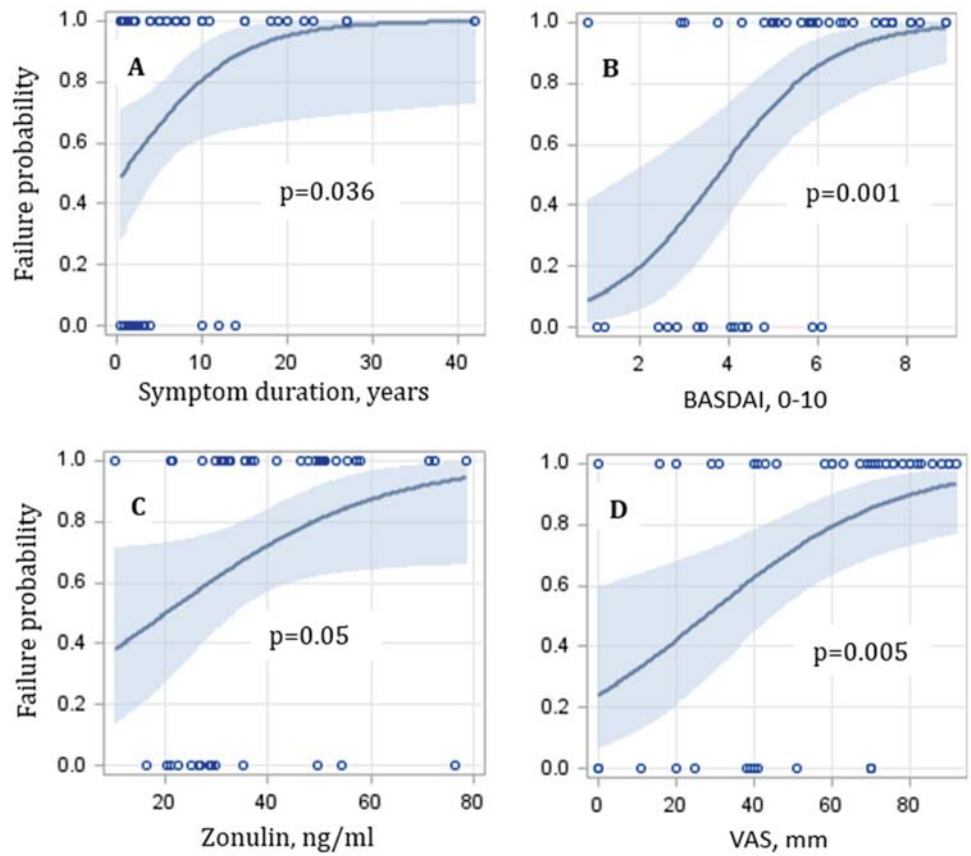 Failure probability
1.0
0.8
0.6
0.4
0.2
0.0
A
p=0.036
0 10 20 30 40
Symptom duration, years
1.0
0.8
0.6
0.4
0.2
0.0
B
p=0.001
2 4 6 8
BASDAI, 0-10
Failure probability
1.0
0.8
0.6
0.4
0.2
0.0
C
p=0.05
20 40 60 80
Zonulin, ng/ml
1.0
0.8
0.6
0.4
0.2
0.0
D
p=0.005
0 20 40 60 80
VAS, mm